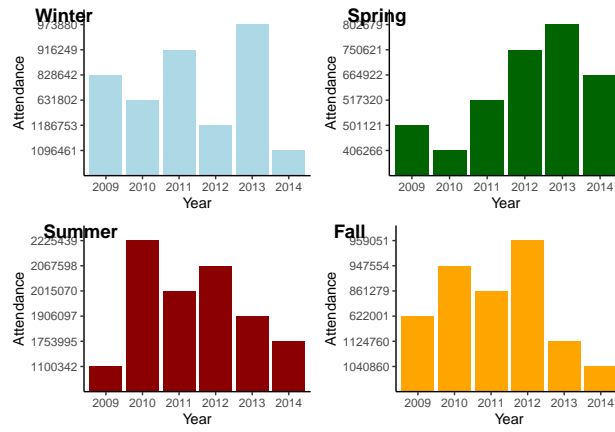 Winter
Attendance
973880
916249
828642
631802
1186753
1096461
2009 2010 2011 2012 2013 2014
Year
Spring
Attendance
802679
750621
664922
517320
501121
406266
2009 2010 2011 2012 2013 2014
Year
Summer
Attendance
2225439
2067598
2015070
1906097
1753995
1100342
2009 2010 2011 2012 2013 2014
Year
Fall
Attendance
959051
947554
861279
622001
1124760
1040860
2009 2010 2011 2012 2013 2014
Year